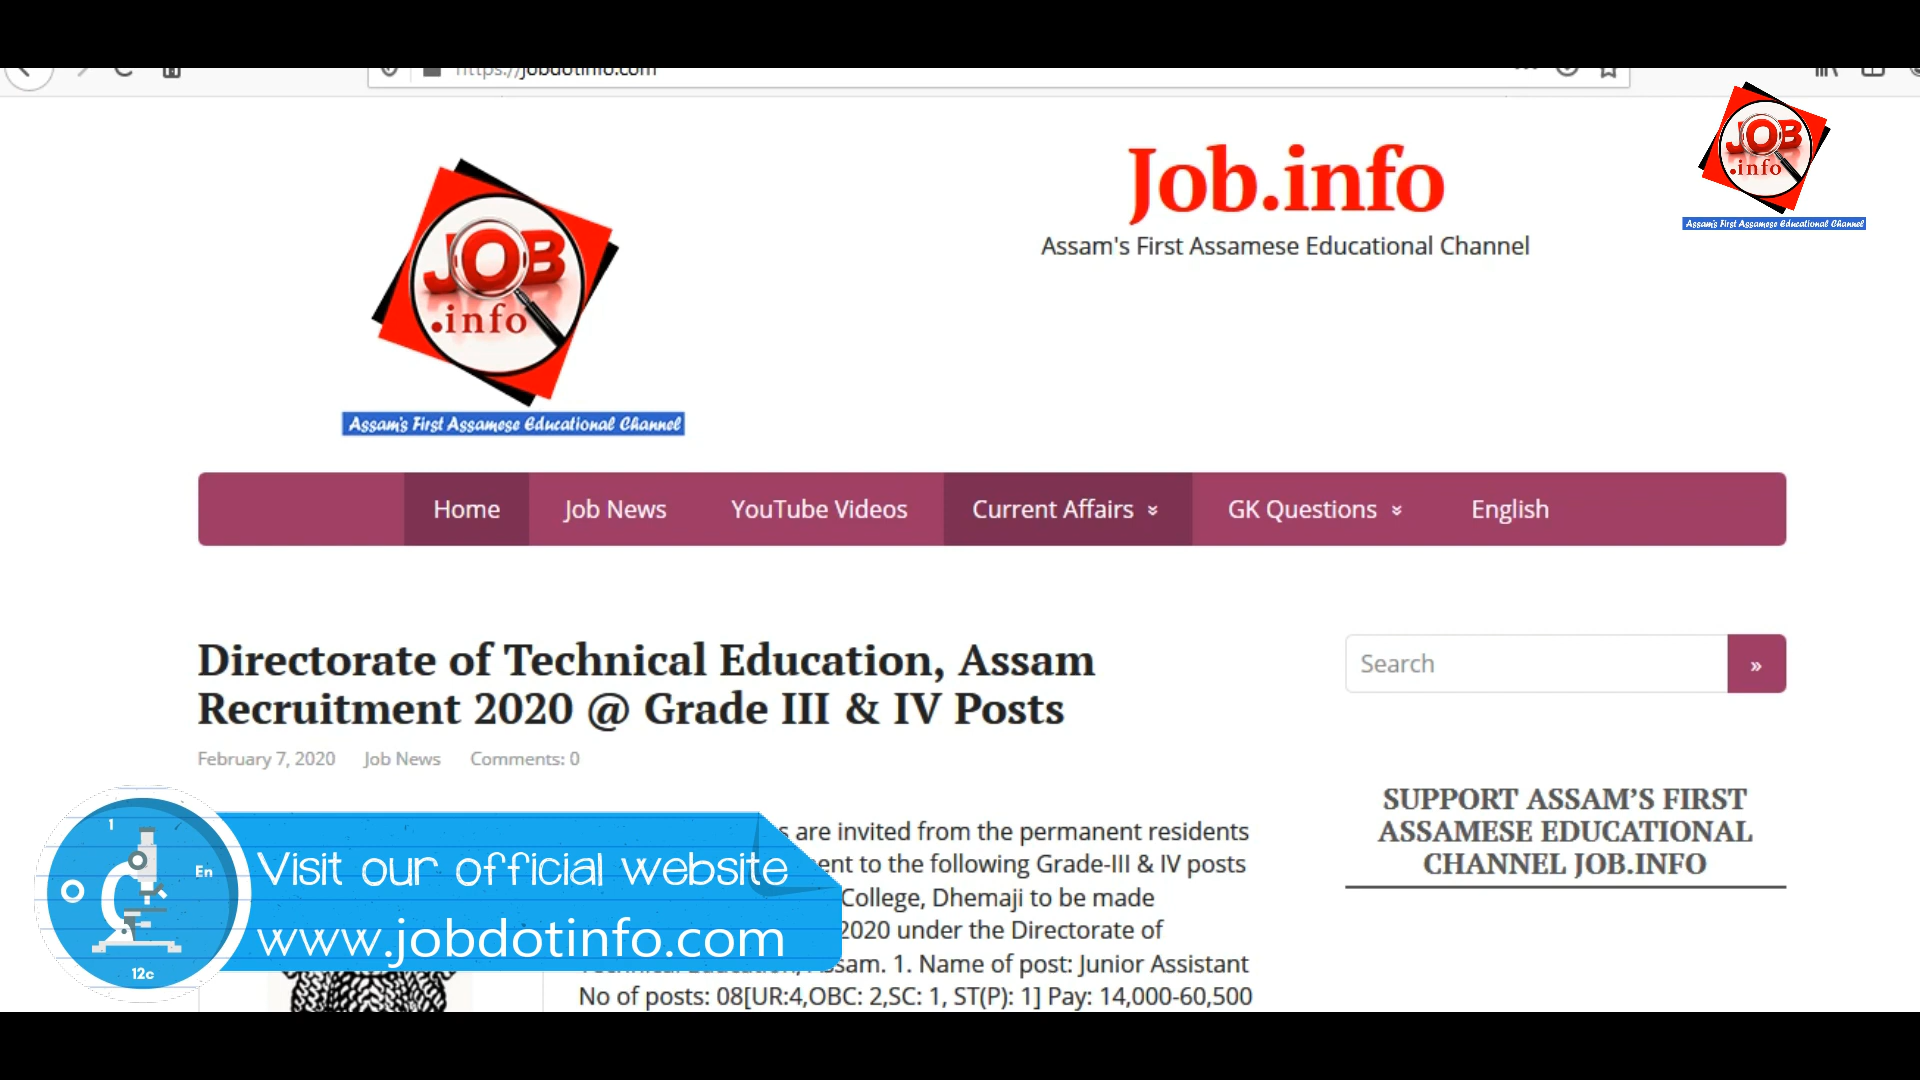 https://jobdotinfo.com
JOB
.info
Assam's First Assamese Educational Channel
Job.info
Assam's First Assamese Educational Channel
JOB
.info
Assam's First Assamese Educational Channel
Home Job News YouTube Videos Current Affairs GK Questions English
Directorate of Technical Education, Assam
Recruitment 2020 @ Grade III & IV Posts
February 7, 2020 Job News Comments: 0
Search »
SUPPORT ASSAM'S FIRST
ASSAMESE EDUCATIONAL
CHANNEL JOB.INFO
are invited from the permanent residents
to the following Grade-III & IV posts
College, Dhemaji to be made
2020 under the Directorate of
Assam. 1. Name of post: Junior Assistant
No of posts: 08[UR:4,OBC: 2,SC: 1, ST(P): 1] Pay: 14,000-60,500
1
En
12c
Visit our official website
www.jobdotinfo.com